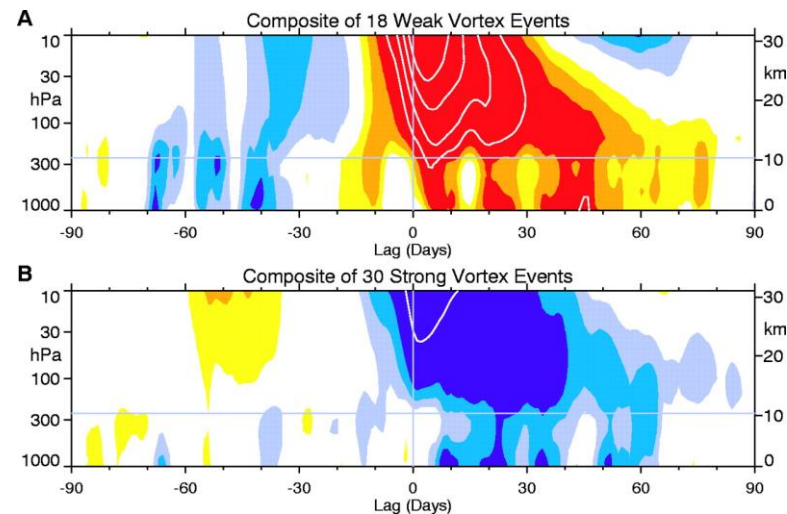 A
Composite of 18 Weak Vortex Events
10
30
hPa
100
300
1000
30
km
20
10
0
-90 -60 -30 0 30 60 90
Lag (Days)
B
Composite of 30 Strong Vortex Events
10
30
hPa
100
300
1000
30
km
20
10
0
-90 -60 -30 0 30 60 90
Lag (Days)